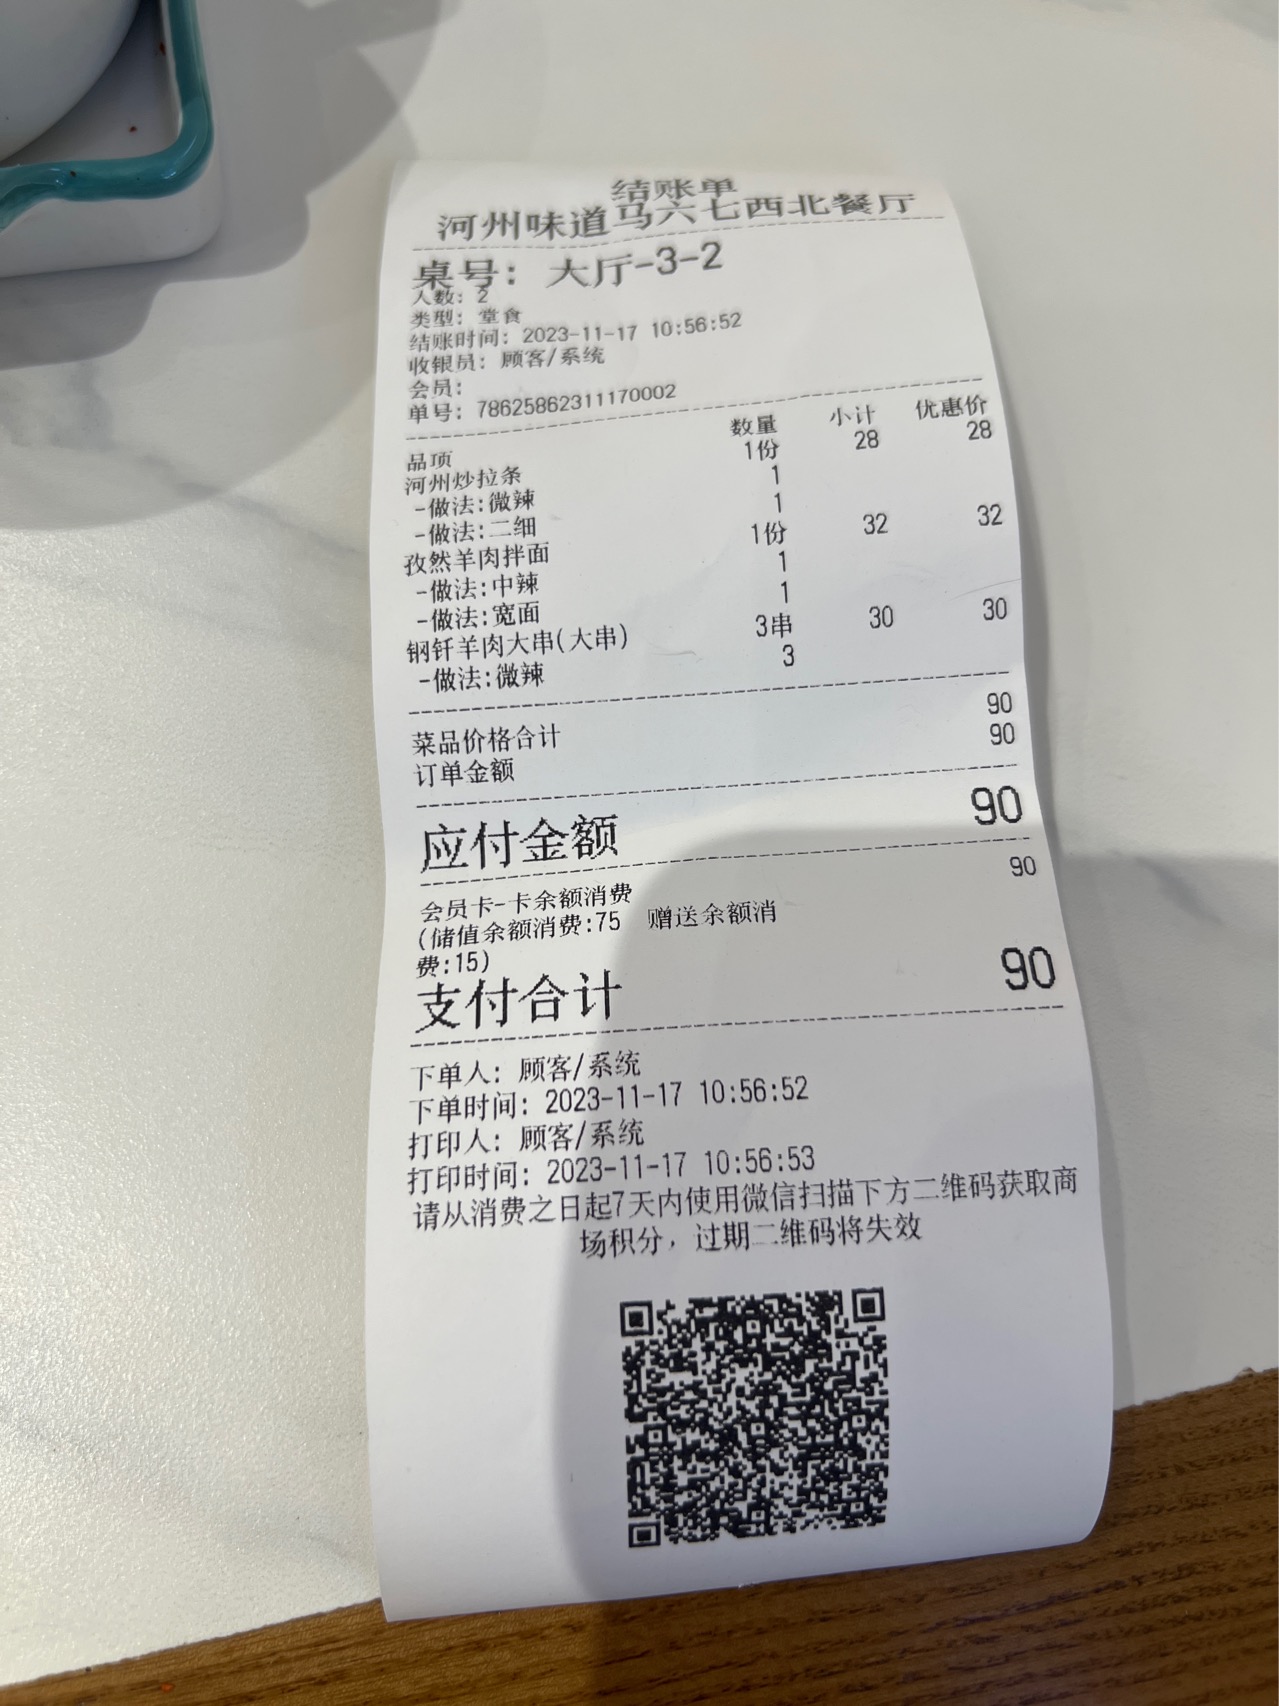 结账单
河州味道马六七西北餐厅
桌号： 大厅-3-2
人数: 2
类型: 堂食
结账时间: 2023-11-17 10:56:52
收银员: 顾客/系统
会员:
单号: 78625862311170002
品项 数量 小计 优惠价
河州炒拉条 1份 28 28
-做法:微辣 1
-做法:二细 1
孜然羊肉拌面 1份 32 32
-做法:中辣 1
-做法:宽面 1
钢钎羊肉大串(大串) 3串 30 30
-做法:微辣 3
菜品价格合计 90
订单金额 90
应付金额 90
会员卡-卡余额消费 90
(储值余额消费:75 赠送余额消
费:15)
支付合计 90
下单人: 顾客/系统
下单时间: 2023-11-17 10:56:52
打印人: 顾客/系统
打印时间: 2023-11-17 10:56:53
请从消费之日起7天内使用微信扫描下方二维码获取商
场积分，过期二维码将失效